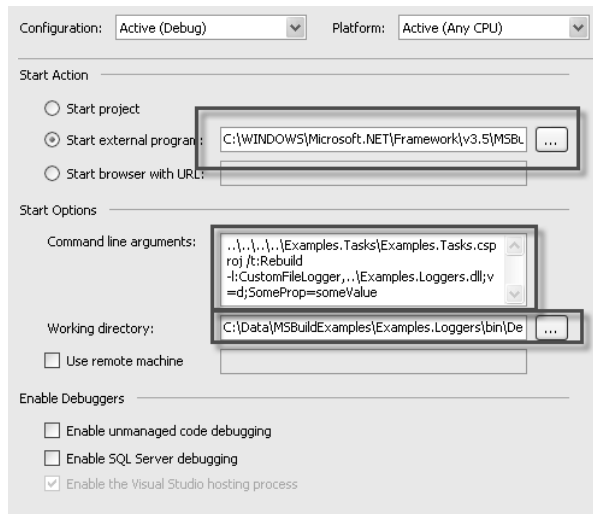 Configuration: Active (Debug) Platform: Active (Any CPU)
Start Action
Start project
Start external program: C:\WINDOWS\Microsoft.NET\Framework\v3.5\MSBu ...
Start browser with URL:
Start Options
Command line arguments: ..\..\..\..\Examples.Tasks\Examples.Tasks.csp
roj /t:Rebuild
-l:CustomFileLogger,..\Examples.Loggers.dll;v
=d;SomeProp=someValue
Working directory: C:\Data\MSBuildExamples\Examples.Loggers\bin\De ...
Use remote machine
Enable Debuggers
Enable unmanaged code debugging
Enable SQL Server debugging
Enable the Visual Studio hosting process